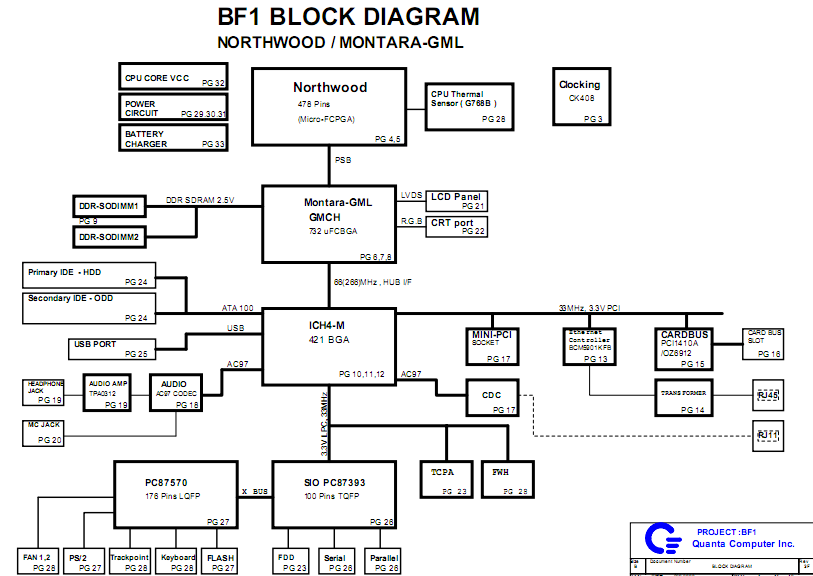 BF1 BLOCK DIAGRAM
NORTHWOOD / MONTARA-GML
CPU CORE VCC
PG 32
POWER
CIRCUIT
PG 29,30,31
BATTERY
CHARGER
PG 33
Northwood
478 Pins
(Micro-FCPGA)
PG 4,5
CPU Thermal
Sensor ( G768B )
PG 28
Clocking
CK408
PG 3
PSB
DDR-SODIMM1
PG 9
DDR-SODIMM2
DDR SDRAM 2.5V
Montara-GML
GMCH
732 uFCBGA
PG 6,7,8
LVDS
LCD Panel
PG 21
R.G.B
CRT port
PG 22
66(266)MHz , HUB I/F
Primary IDE - HDD
PG 24
Secondary IDE - ODD
PG 24
ATA 100
USB PORT
PG 25
USB
ICH4-M
421 BGA
PG 10,11,12
33MHz, 3.3V PCI
MINI-PCI
SOCKET
PG 17
Ethernet
Controller
BCM5901KFB
PG 13
CARDBUS
PCI1410A
/OZ6912
PG 15
CARD BUS
SLOT
PG 16
AC97
HEADPHONE
JACK
PG 19
AUDIO AMP
TPA0312
PG 19
AUDIO
AC97 CODEC
PG 18
MC JACK
PG 20
AC97
CDC
PG 17
TRANSFORMER
PG 14
RJ45
RJ11
3.3V LPC, 33MHz
TCPA
PG 23
FWH
PG 28
PC87570
176 Pins LQFP
PG 27
X BUS
SIO PC87393
100 Pins TQFP
PG 26
FAN 1,2
PG 28
PS/2
PG 27
Trackpoint
PG 28
Keyboard
PG 28
FLASH
PG 27
FDD
PG 23
Serial
PG 26
Parallel
PG 26
PROJECT :BF1
Quanta Computer Inc.
Size
B
Document Number
BLOCK DIAGRAM
Rev